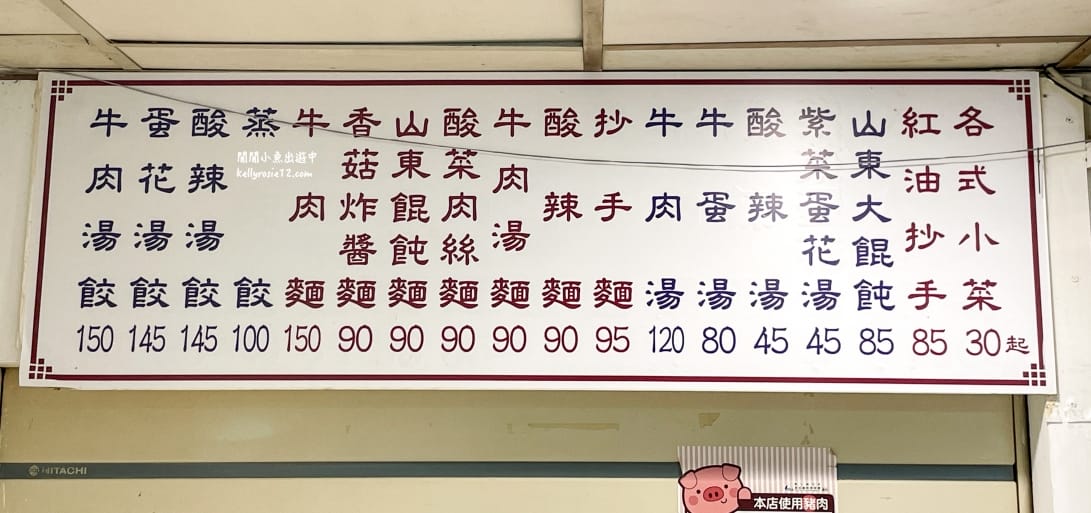 牛肉湯餃 150
蛋花湯餃 145
酸辣湯餃 145
蒸餃 100
牛肉麵 150
香菇炸醬麵 90
山東餛飩麵 90
酸菜肉絲麵 90
牛肉湯麵 90
酸辣麵 90
抄手麵 95
牛肉湯 120
牛蛋湯 80
酸辣湯 45
紫菜蛋花湯 45
山東大餛飩 85
紅油抄手 85
各式小菜 30起
閒閒小魚出遊中
kellyrosie12.com
HITACHI
本店使用豬肉